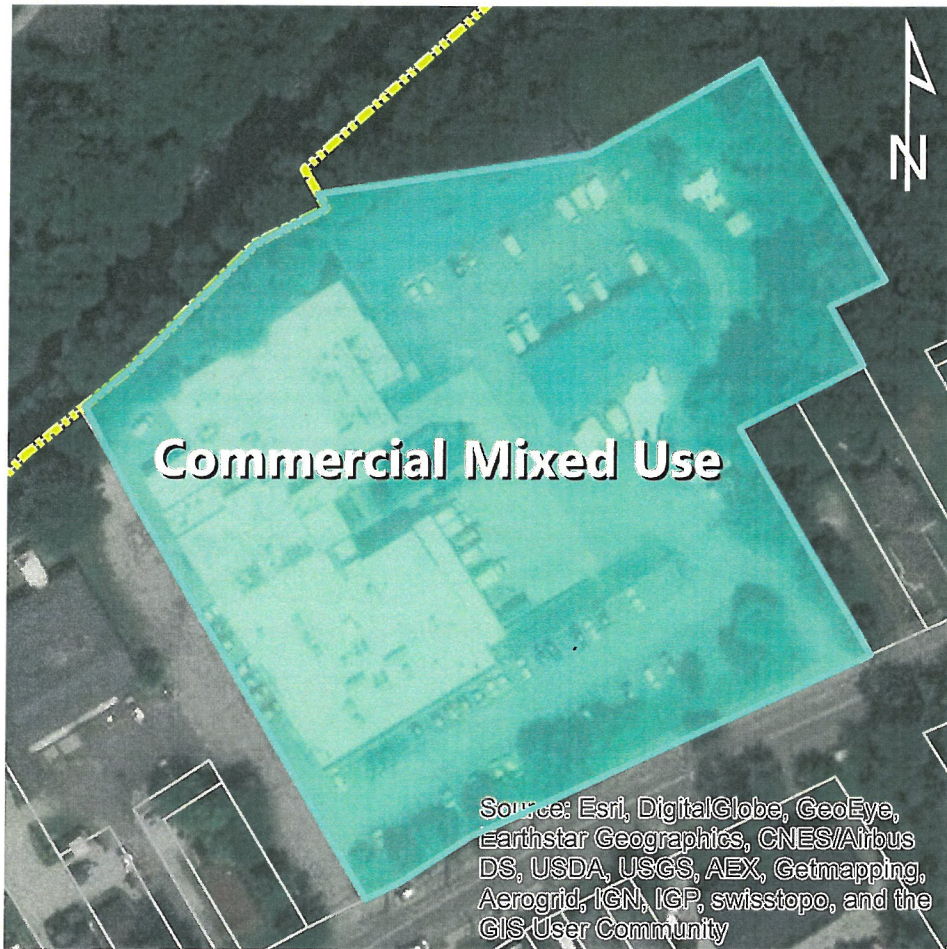 N
Commercial Mixed Use
Source: Esri, DigitalGlobe, GeoEye,
Earthstar Geographics, CNES/Airbus
DS, USDA, USGS, AEX, Getmapping,
Aerogrid, IGN, IGP, swisstopo, and the
GIS User Community